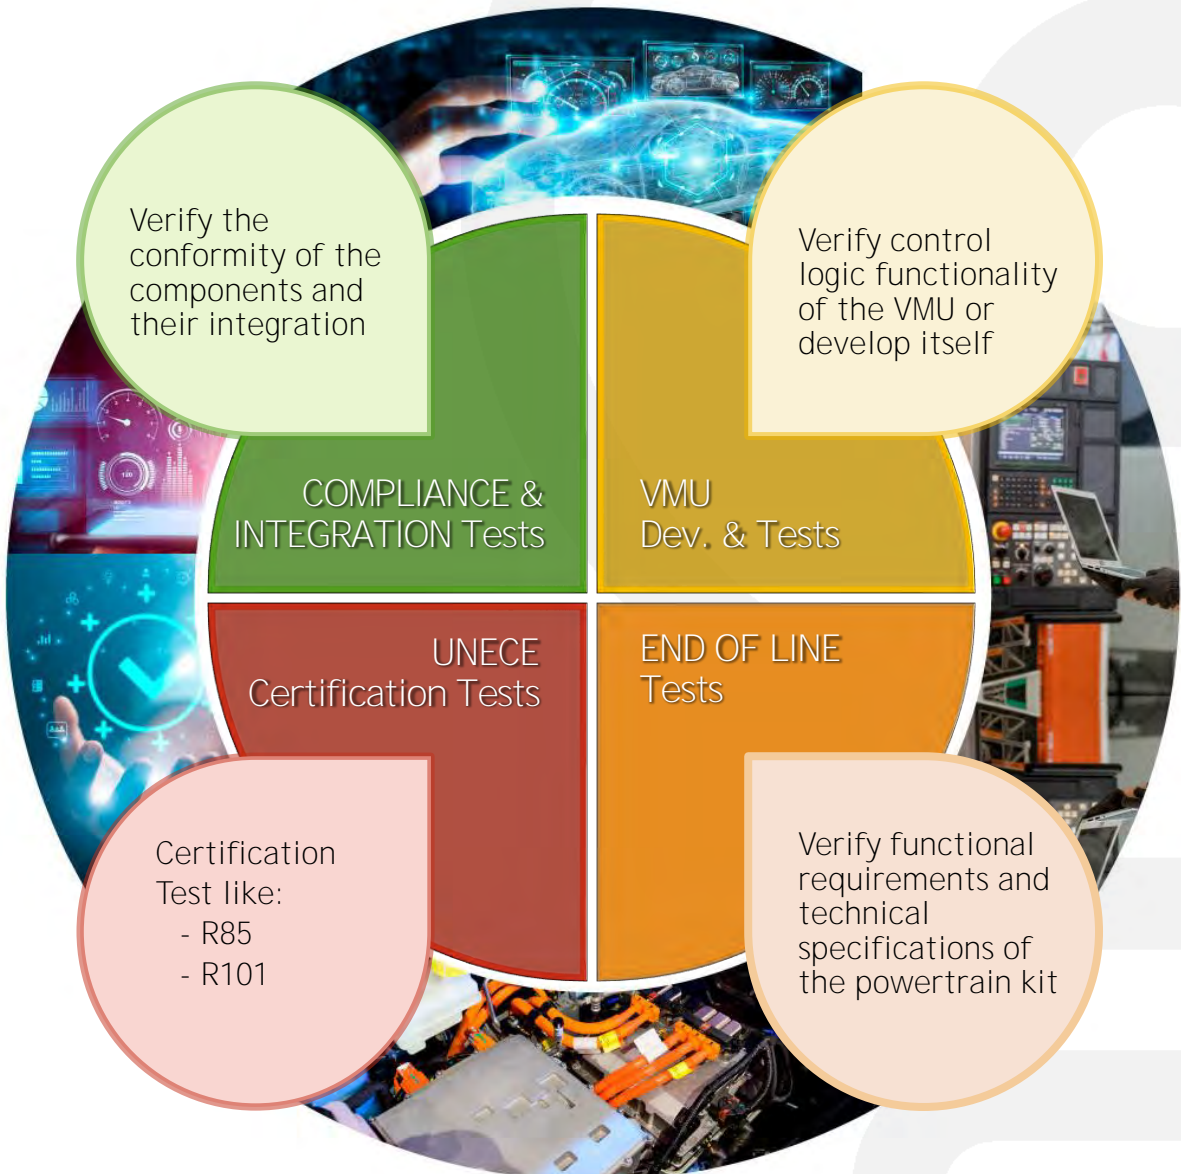 Verify the
conformity of the
components and
their integration
Verify control
logic functionality
of the VMU or
develop itself
COMPLIANCE &
INTEGRATION Tests
VMU
Dev. & Tests
UNECE
Certification Tests
END OF LINE
Tests
Certification
Test like:
- R85
- R101
Verify functional
requirements and
technical
specifications of
the powertrain kit
120